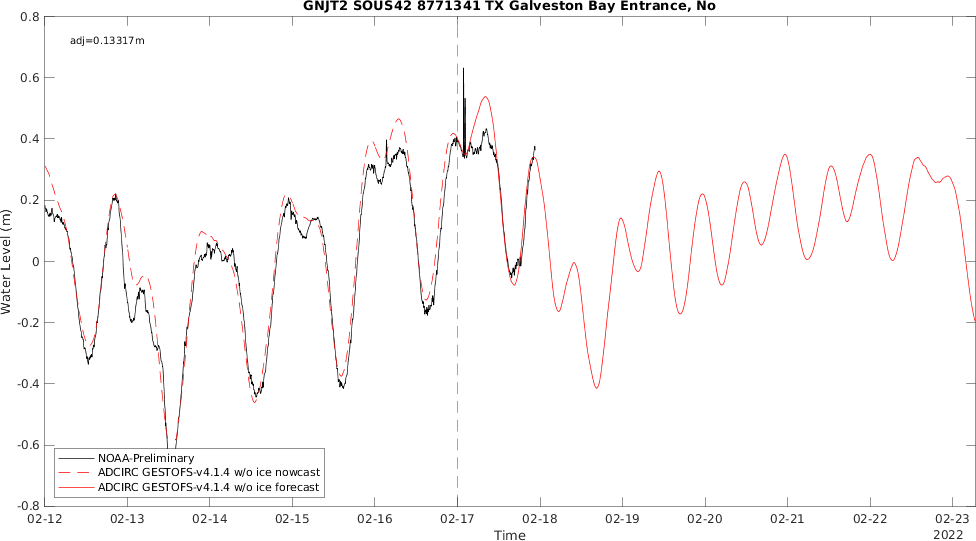 GNJT2 SOUS42 8771341 TX Galveston Bay Entrance, No
adj=0.13317m
Water Level (m)
0.8
0.6
0.4
0.2
0
-0.2
-0.4
-0.6
-0.8
NOAA-Preliminary
ADCIRC GESTOFS-v4.1.4 w/o ice nowcast
ADCIRC GESTOFS-v4.1.4 w/o ice forecast
02-12 02-13 02-14 02-15 02-16 02-17 02-18 02-19 02-20 02-21 02-22 02-23
Time
2022